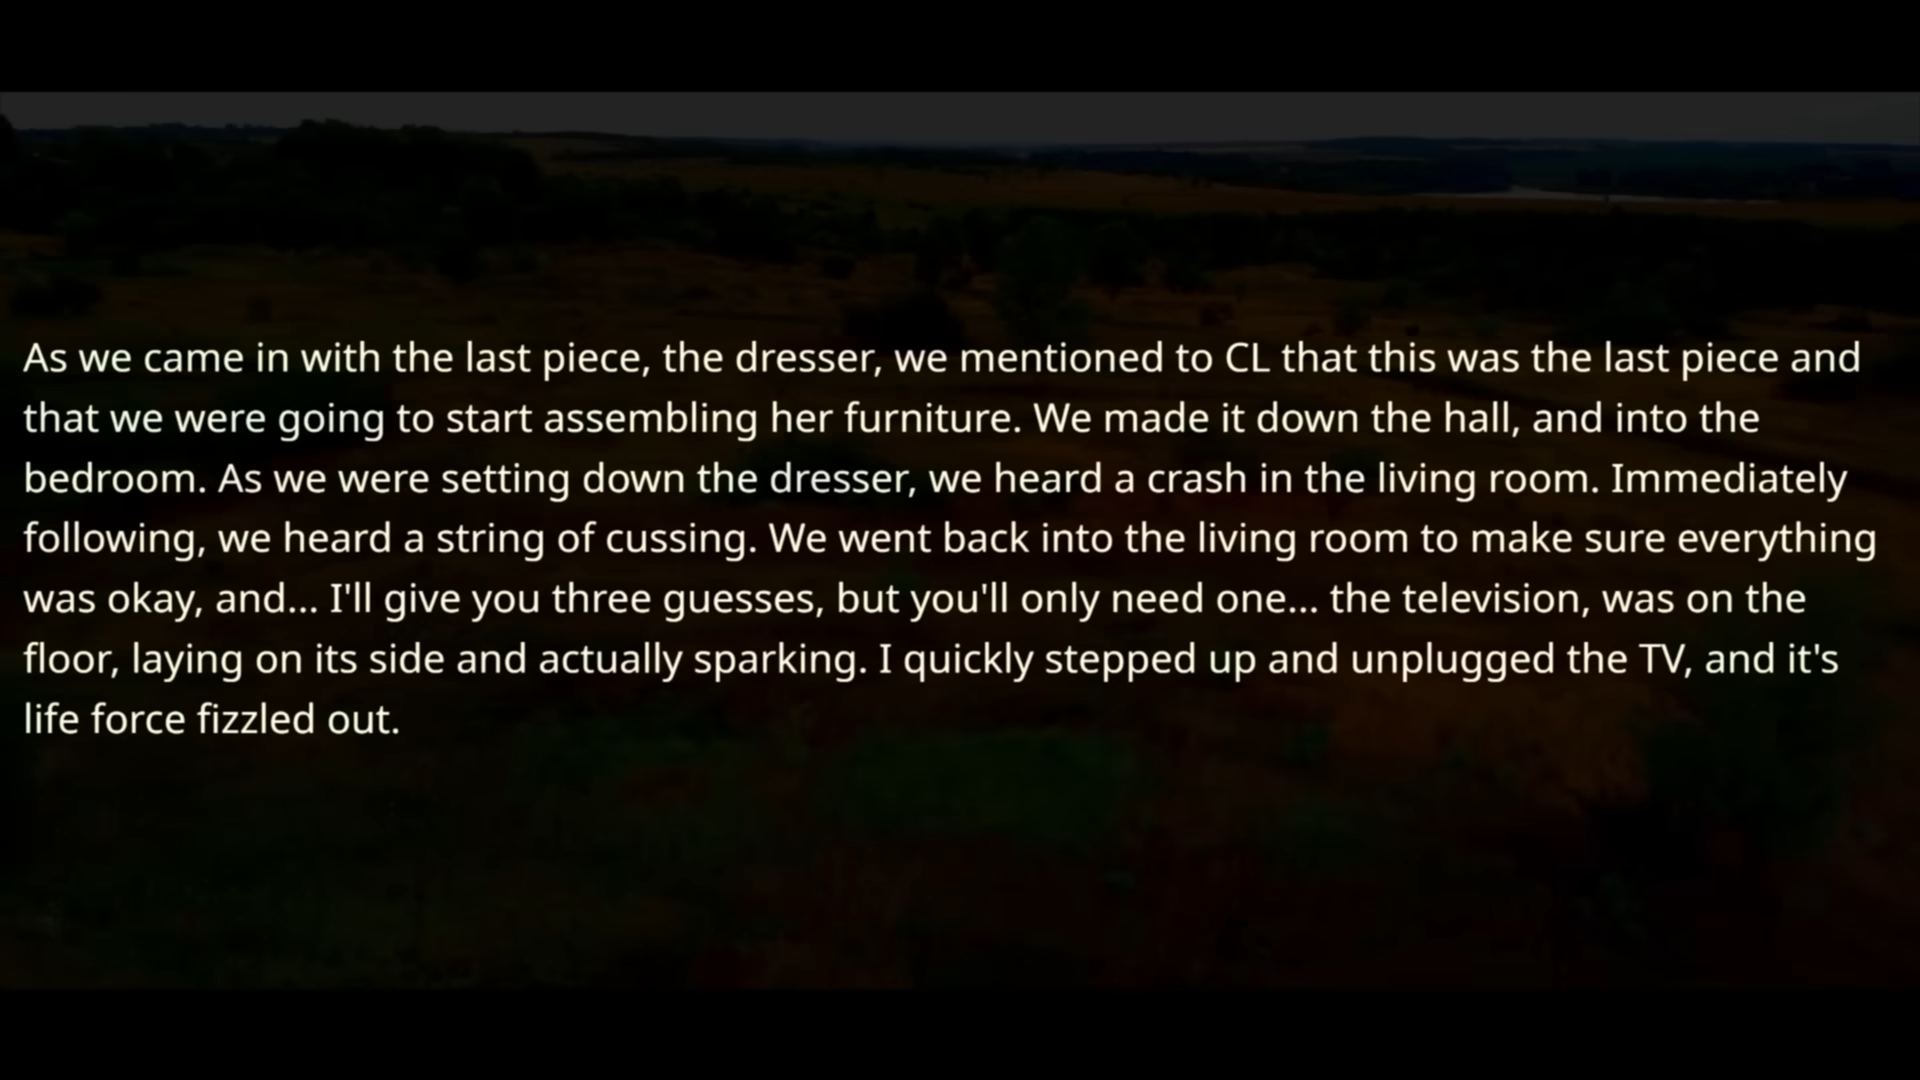 As we came in with the last piece, the dresser, we mentioned to CL that this was the last piece and
that we were going to start assembling her furniture. We made it down the hall, and into the
bedroom. As we were setting down the dresser, we heard a crash in the living room. Immediately
following, we heard a string of cussing. We went back into the living room to make sure everything
was okay, and... I'll give you three guesses, but you'll only need one... the television, was on the
floor, laying on its side and actually sparking. I quickly stepped up and unplugged the TV, and it's
life force fizzled out.